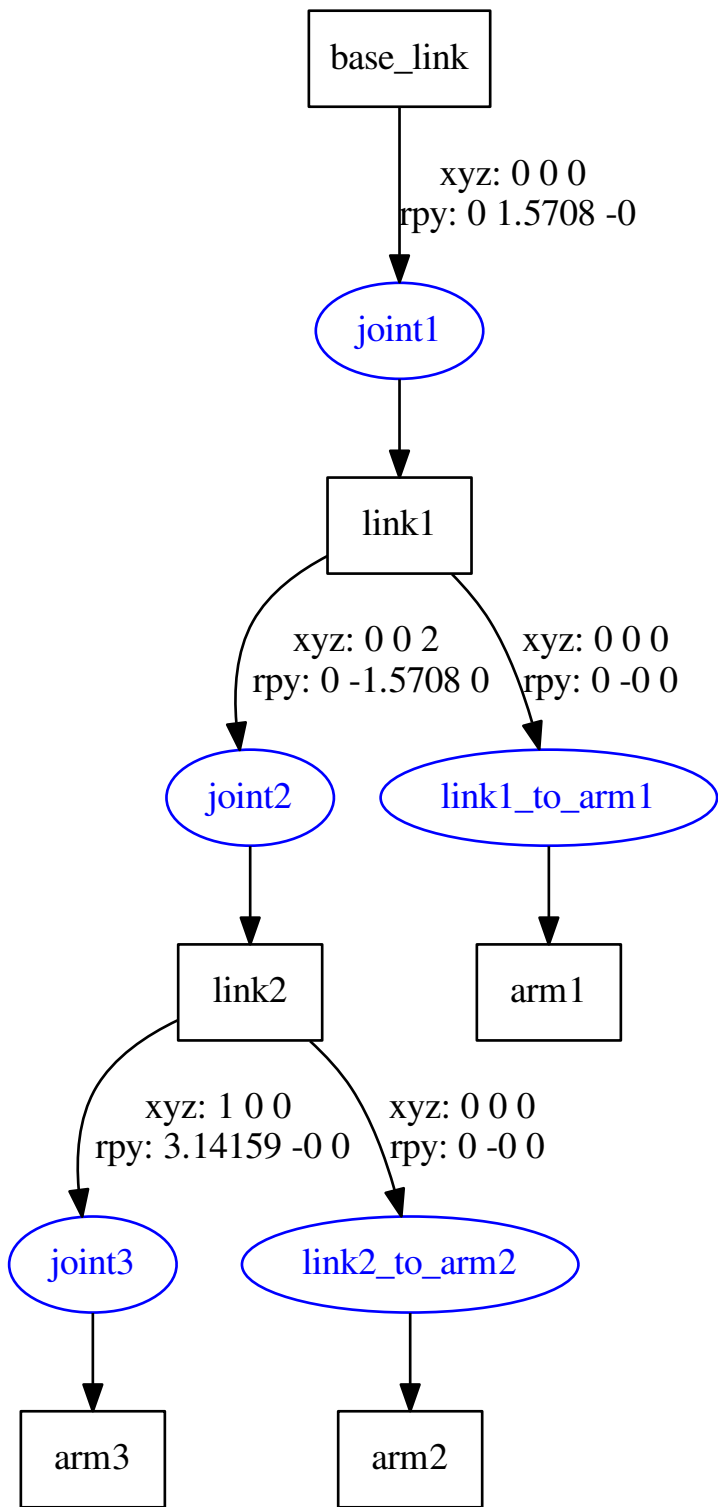 base_link
xyz: 0 0 0
rpy: 0 1.5708 -0
joint1
link1
xyz: 0 0 2
rpy: 0 -1.5708 0
xyz: 0 0 0
rpy: 0 -0 0
joint2
link1_to_arm1
link2
arm1
xyz: 1 0 0
rpy: 3.14159 -0 0
xyz: 0 0 0
rpy: 0 -0 0
joint3
link2_to_arm2
arm3
arm2